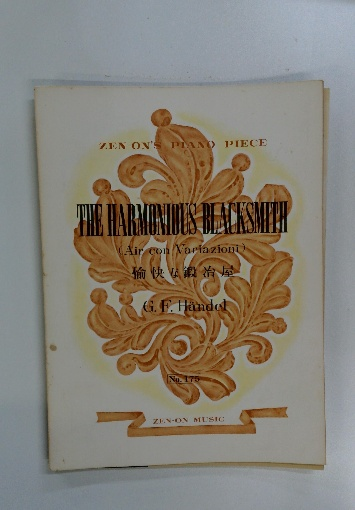 ZEN-ON'S PIANO PIECE
THE HARMONIOUS BLACKSMITH
(Air con Variazioni)
愉快な鍛冶屋
G. F. Händel
No. 175
ZEN-ON MUSIC